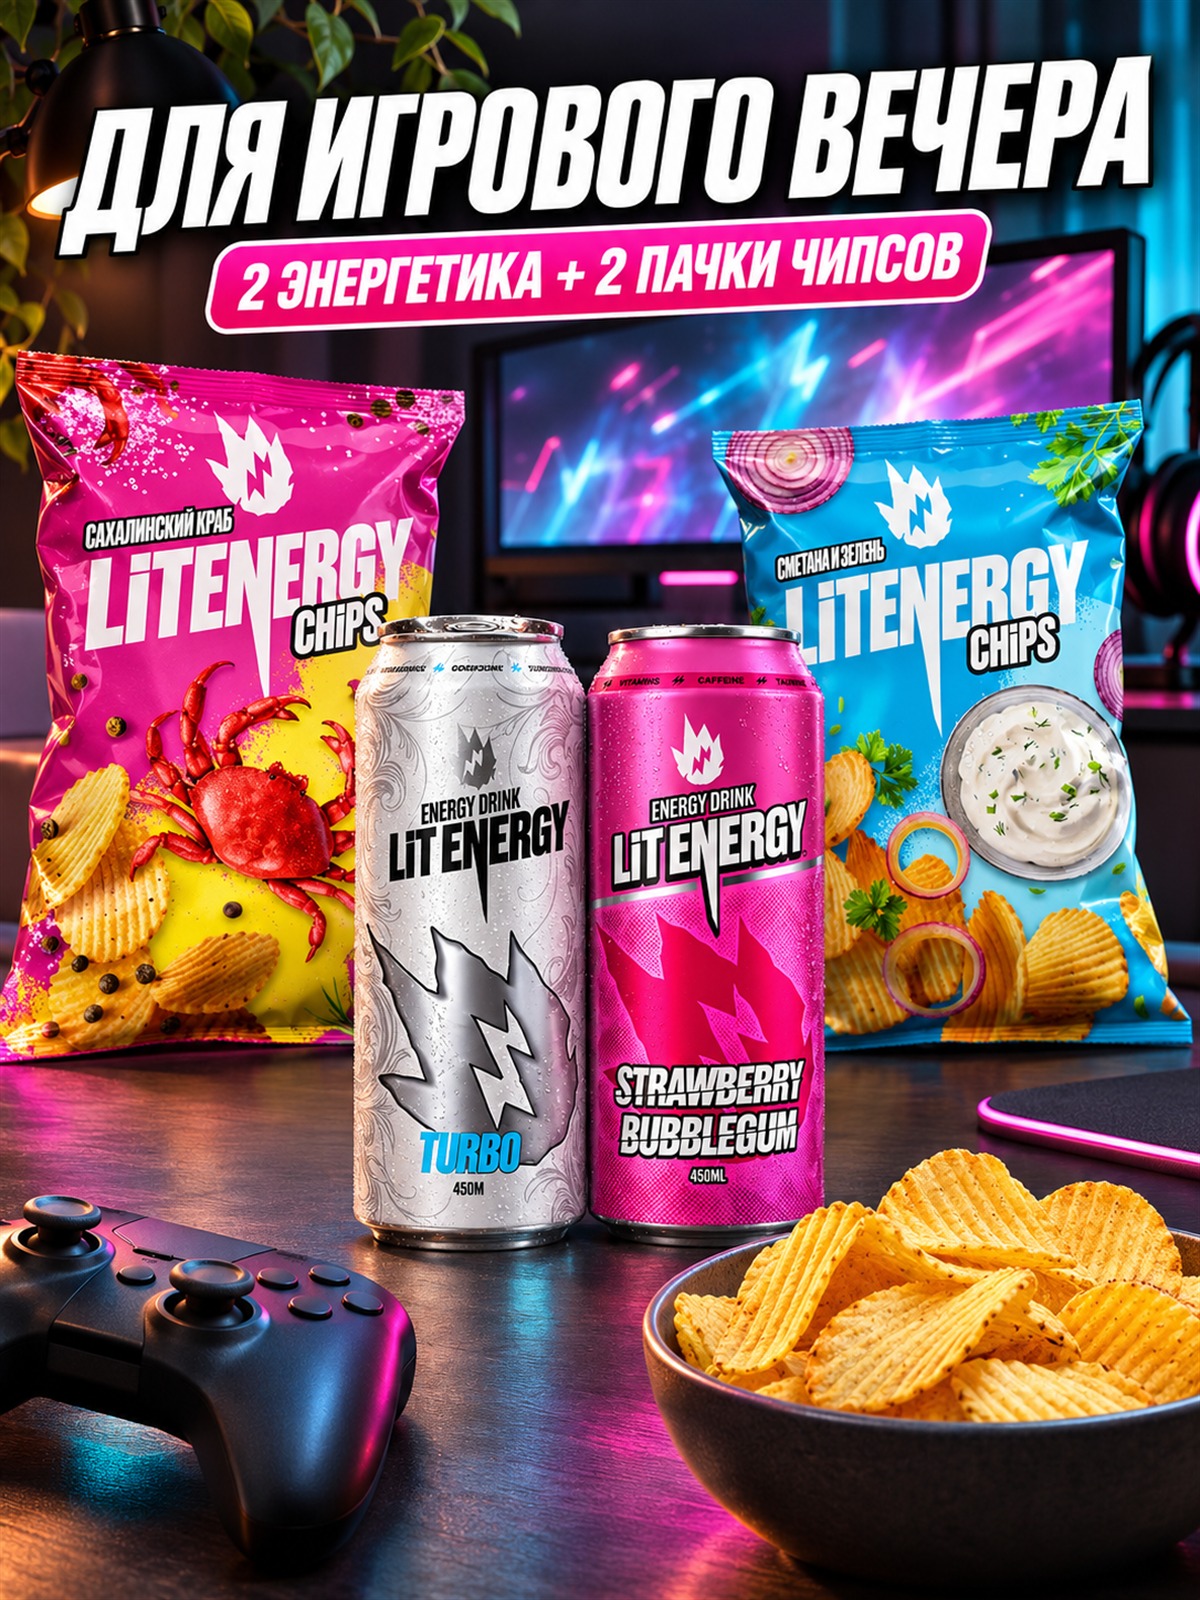 ДЛЯ ИГРОВОГО ВЕЧЕРА
2 ЭНЕРГЕТИКА + 2 ПАЧКИ ЧИПСОВ
САХАЛИНСКИЙ КРАБ
LiTENERGY
CHiPS
СМЕТАНА И ЗЕЛЕНЬ
LiTENERGY
CHiPS
ENERGY DRINK
LiT ENERGY
TURBO
450M
VITAMINS CAFFEINE
ENERGY DRINK
LiT ENERGY
STRAWBERRY
BUBBLEGUM
450ML